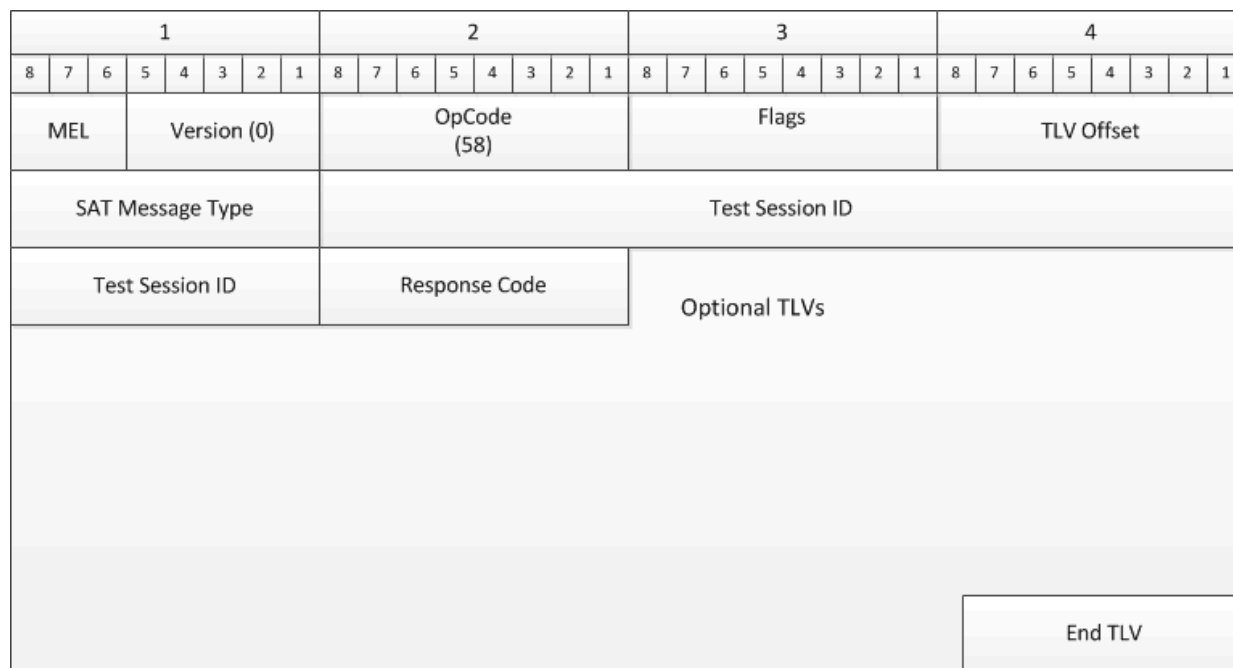 1 2 3 4
8 7 6 5 4 3 2 1 8 7 6 5 4 3 2 1 8 7 6 5 4 3 2 1 8 7 6 5 4 3 2 1
MEL Version (0) OpCode Flags TLV Offset
(58)
SAT Message Type Test Session ID
Test Session ID Response Code
Optional TLVs
End TLV